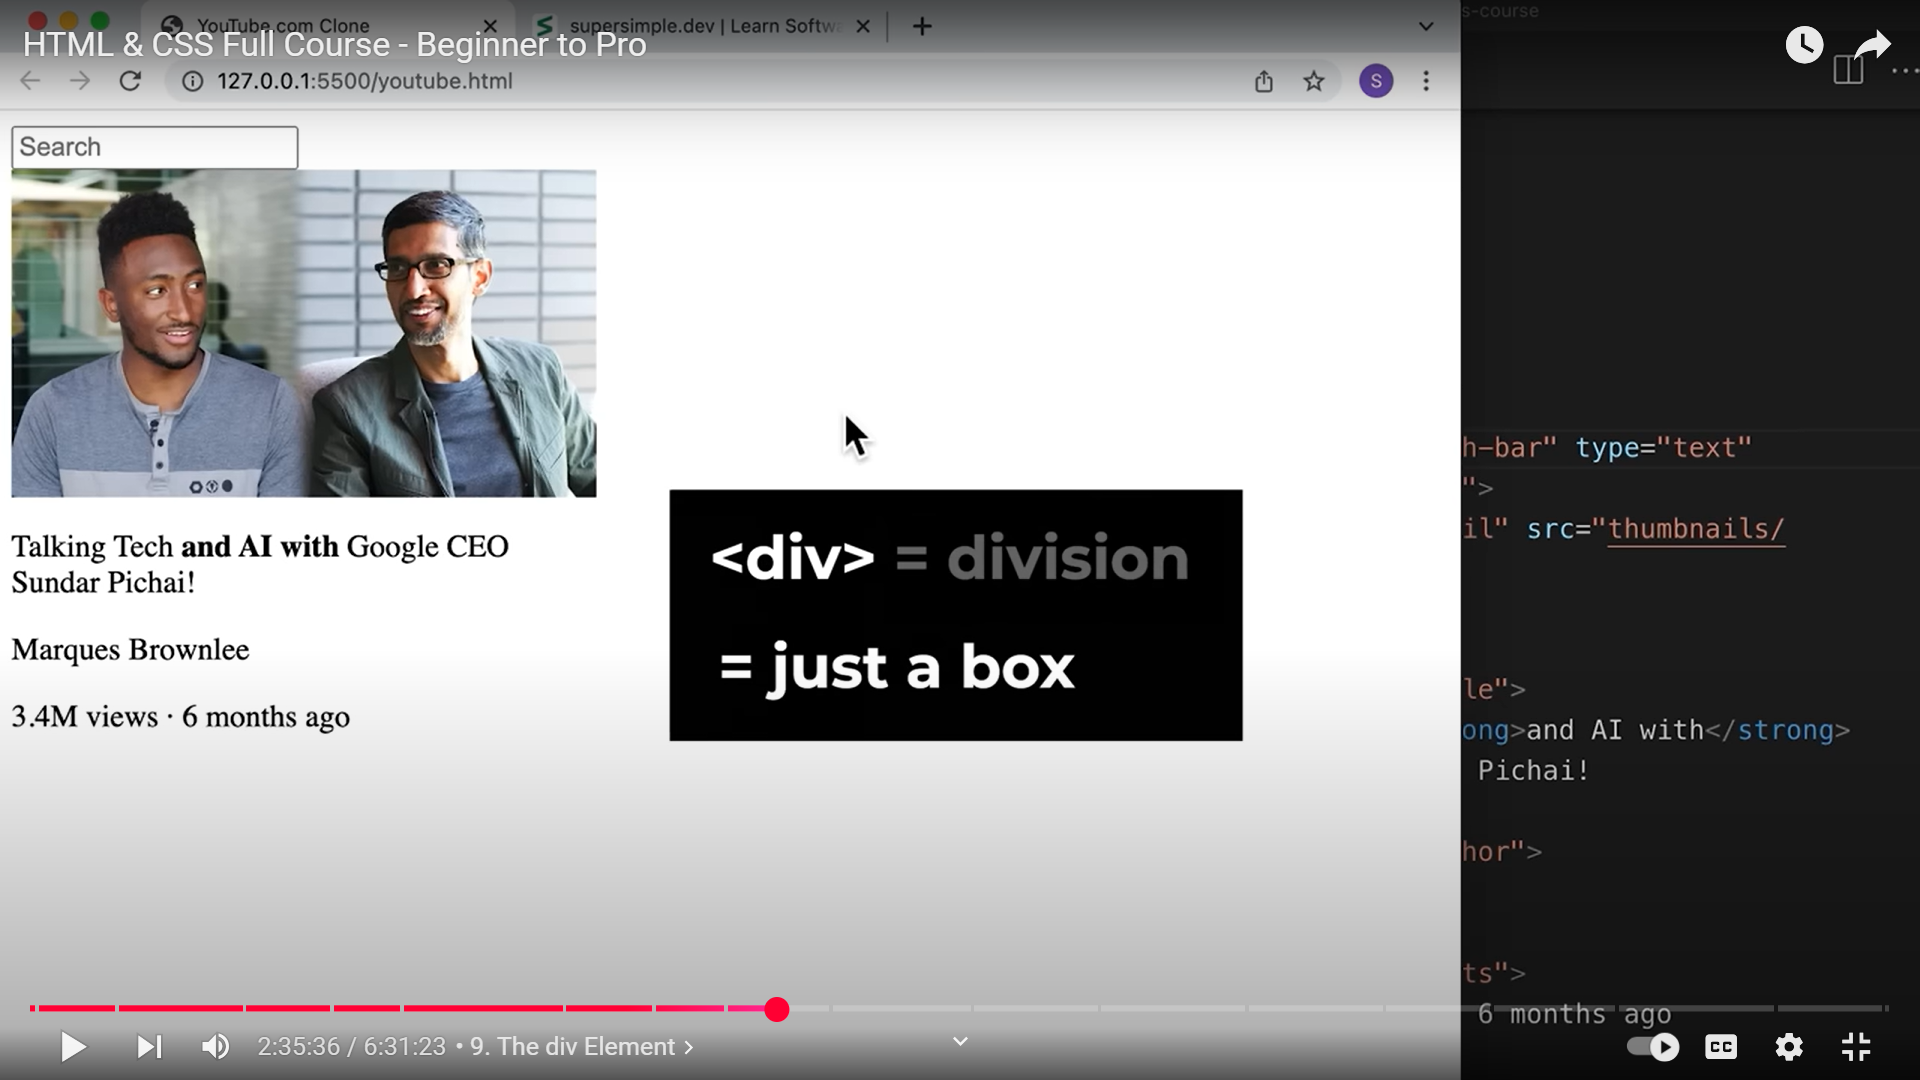 YouTube.com Clone
supersimple.dev | Learn Softwa
s-course
HTML & CSS Full Course - Beginner to Pro
127.0.0.1:5500/youtube.html
S
Search
h-bar" type="text"
">
il" src="thumbnails/
<div> = division
= just a box
Talking Tech and AI with Google CEO
Sundar Pichai!
Marques Brownlee
3.4M views · 6 months ago
le">
ong>and AI with</strong>
Pichai!
hor">
ts">
6 months ago
2:35:36 / 6:31:23 • 9. The div Element >
CC